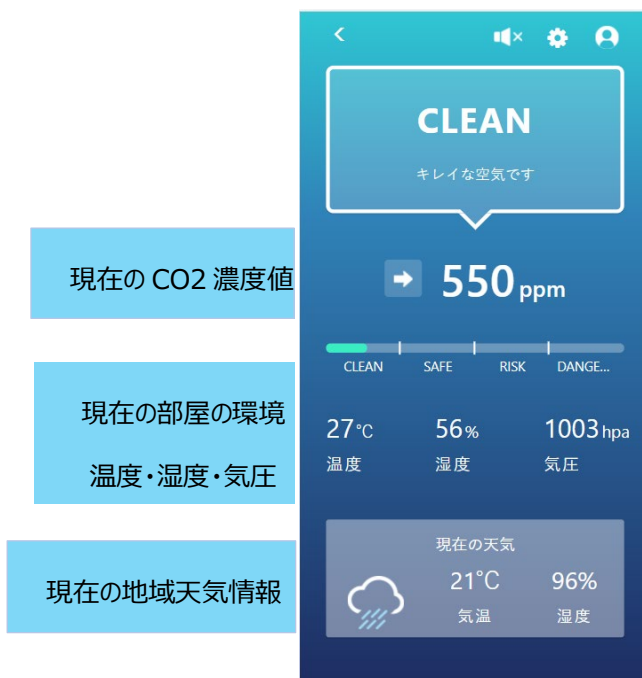 CLEAN
キレイな空気です
現在の CO2 濃度値
550 ppm
CLEAN SAFE RISK DANGE...
現在の部屋の環境
温度・湿度・気圧
27°C 56% 1003 hpa
温度 湿度 気圧
現在の地域天気情報
現在の天気
21°C 96%
気温 湿度